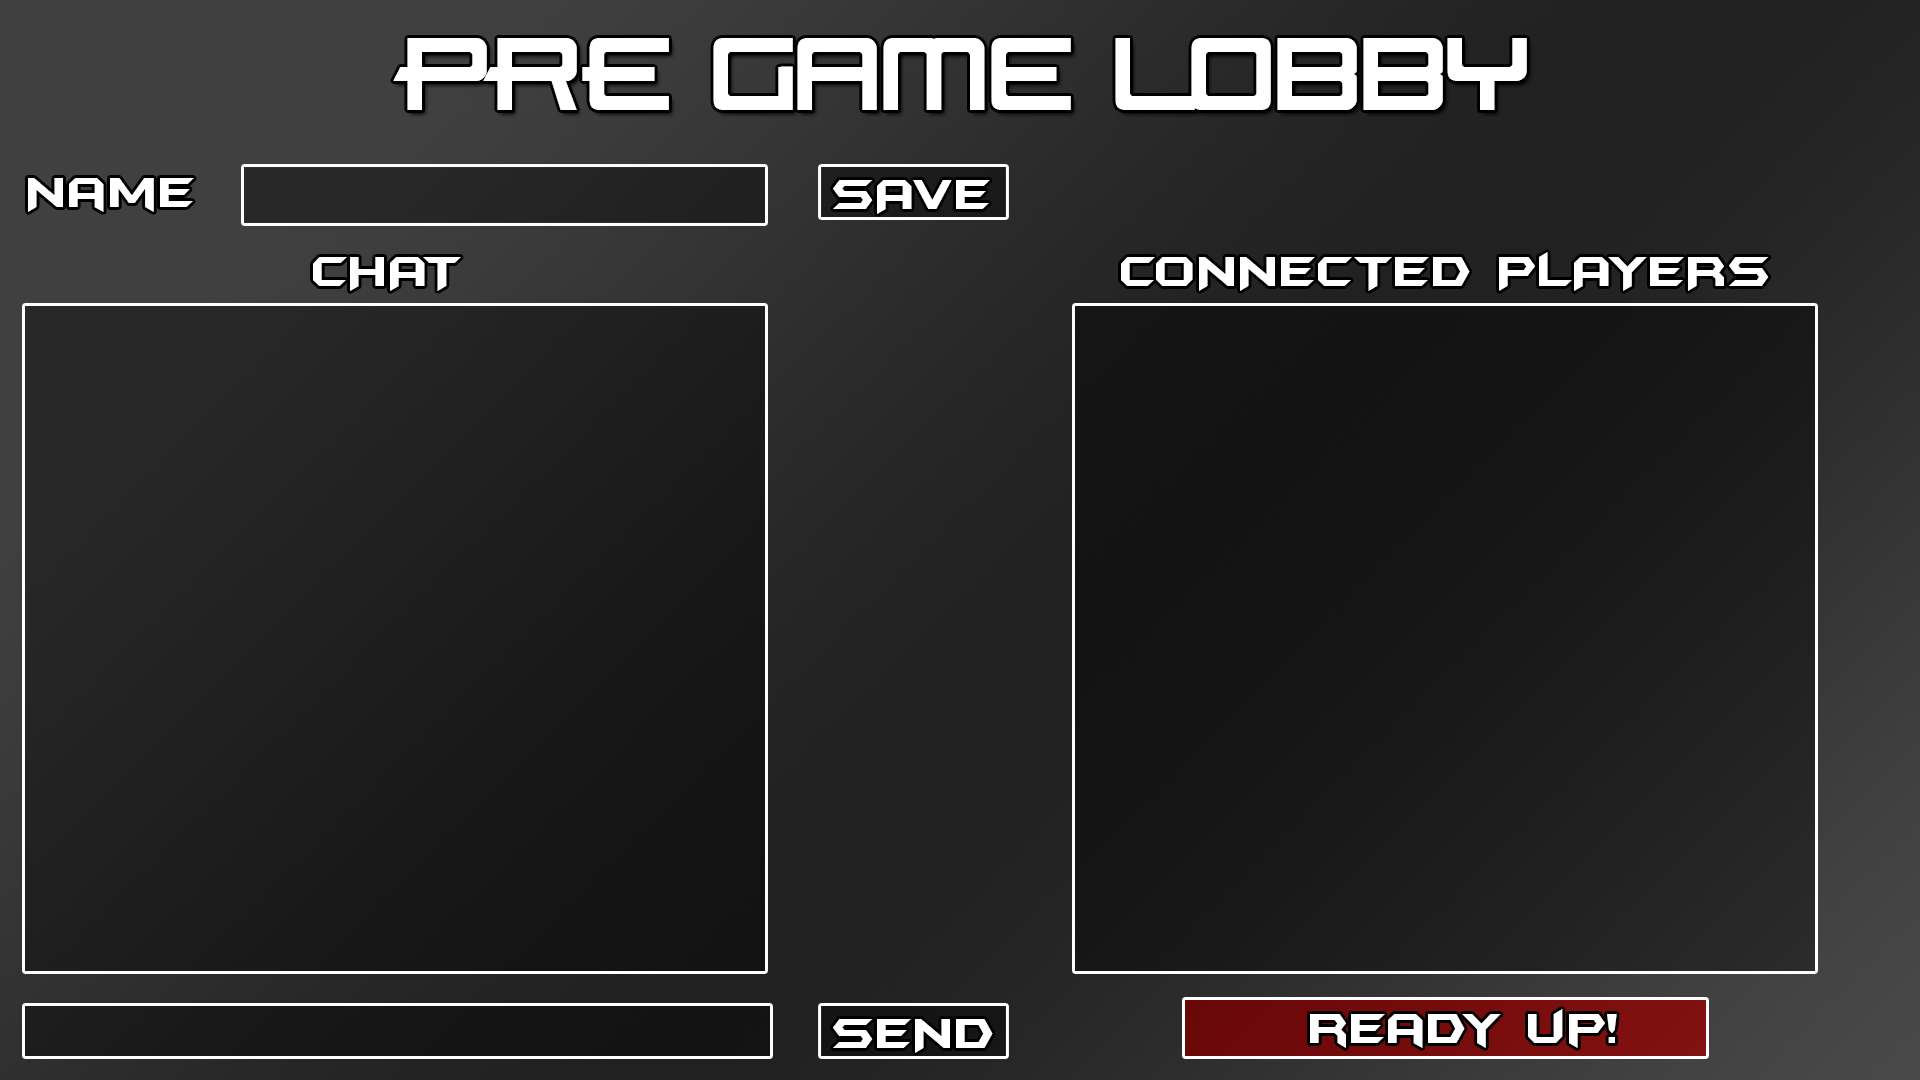 PRE GAME LOBBY
NAME
SAVE
CHAT
CONNECTED PLAYERS
SEND
READY UP!